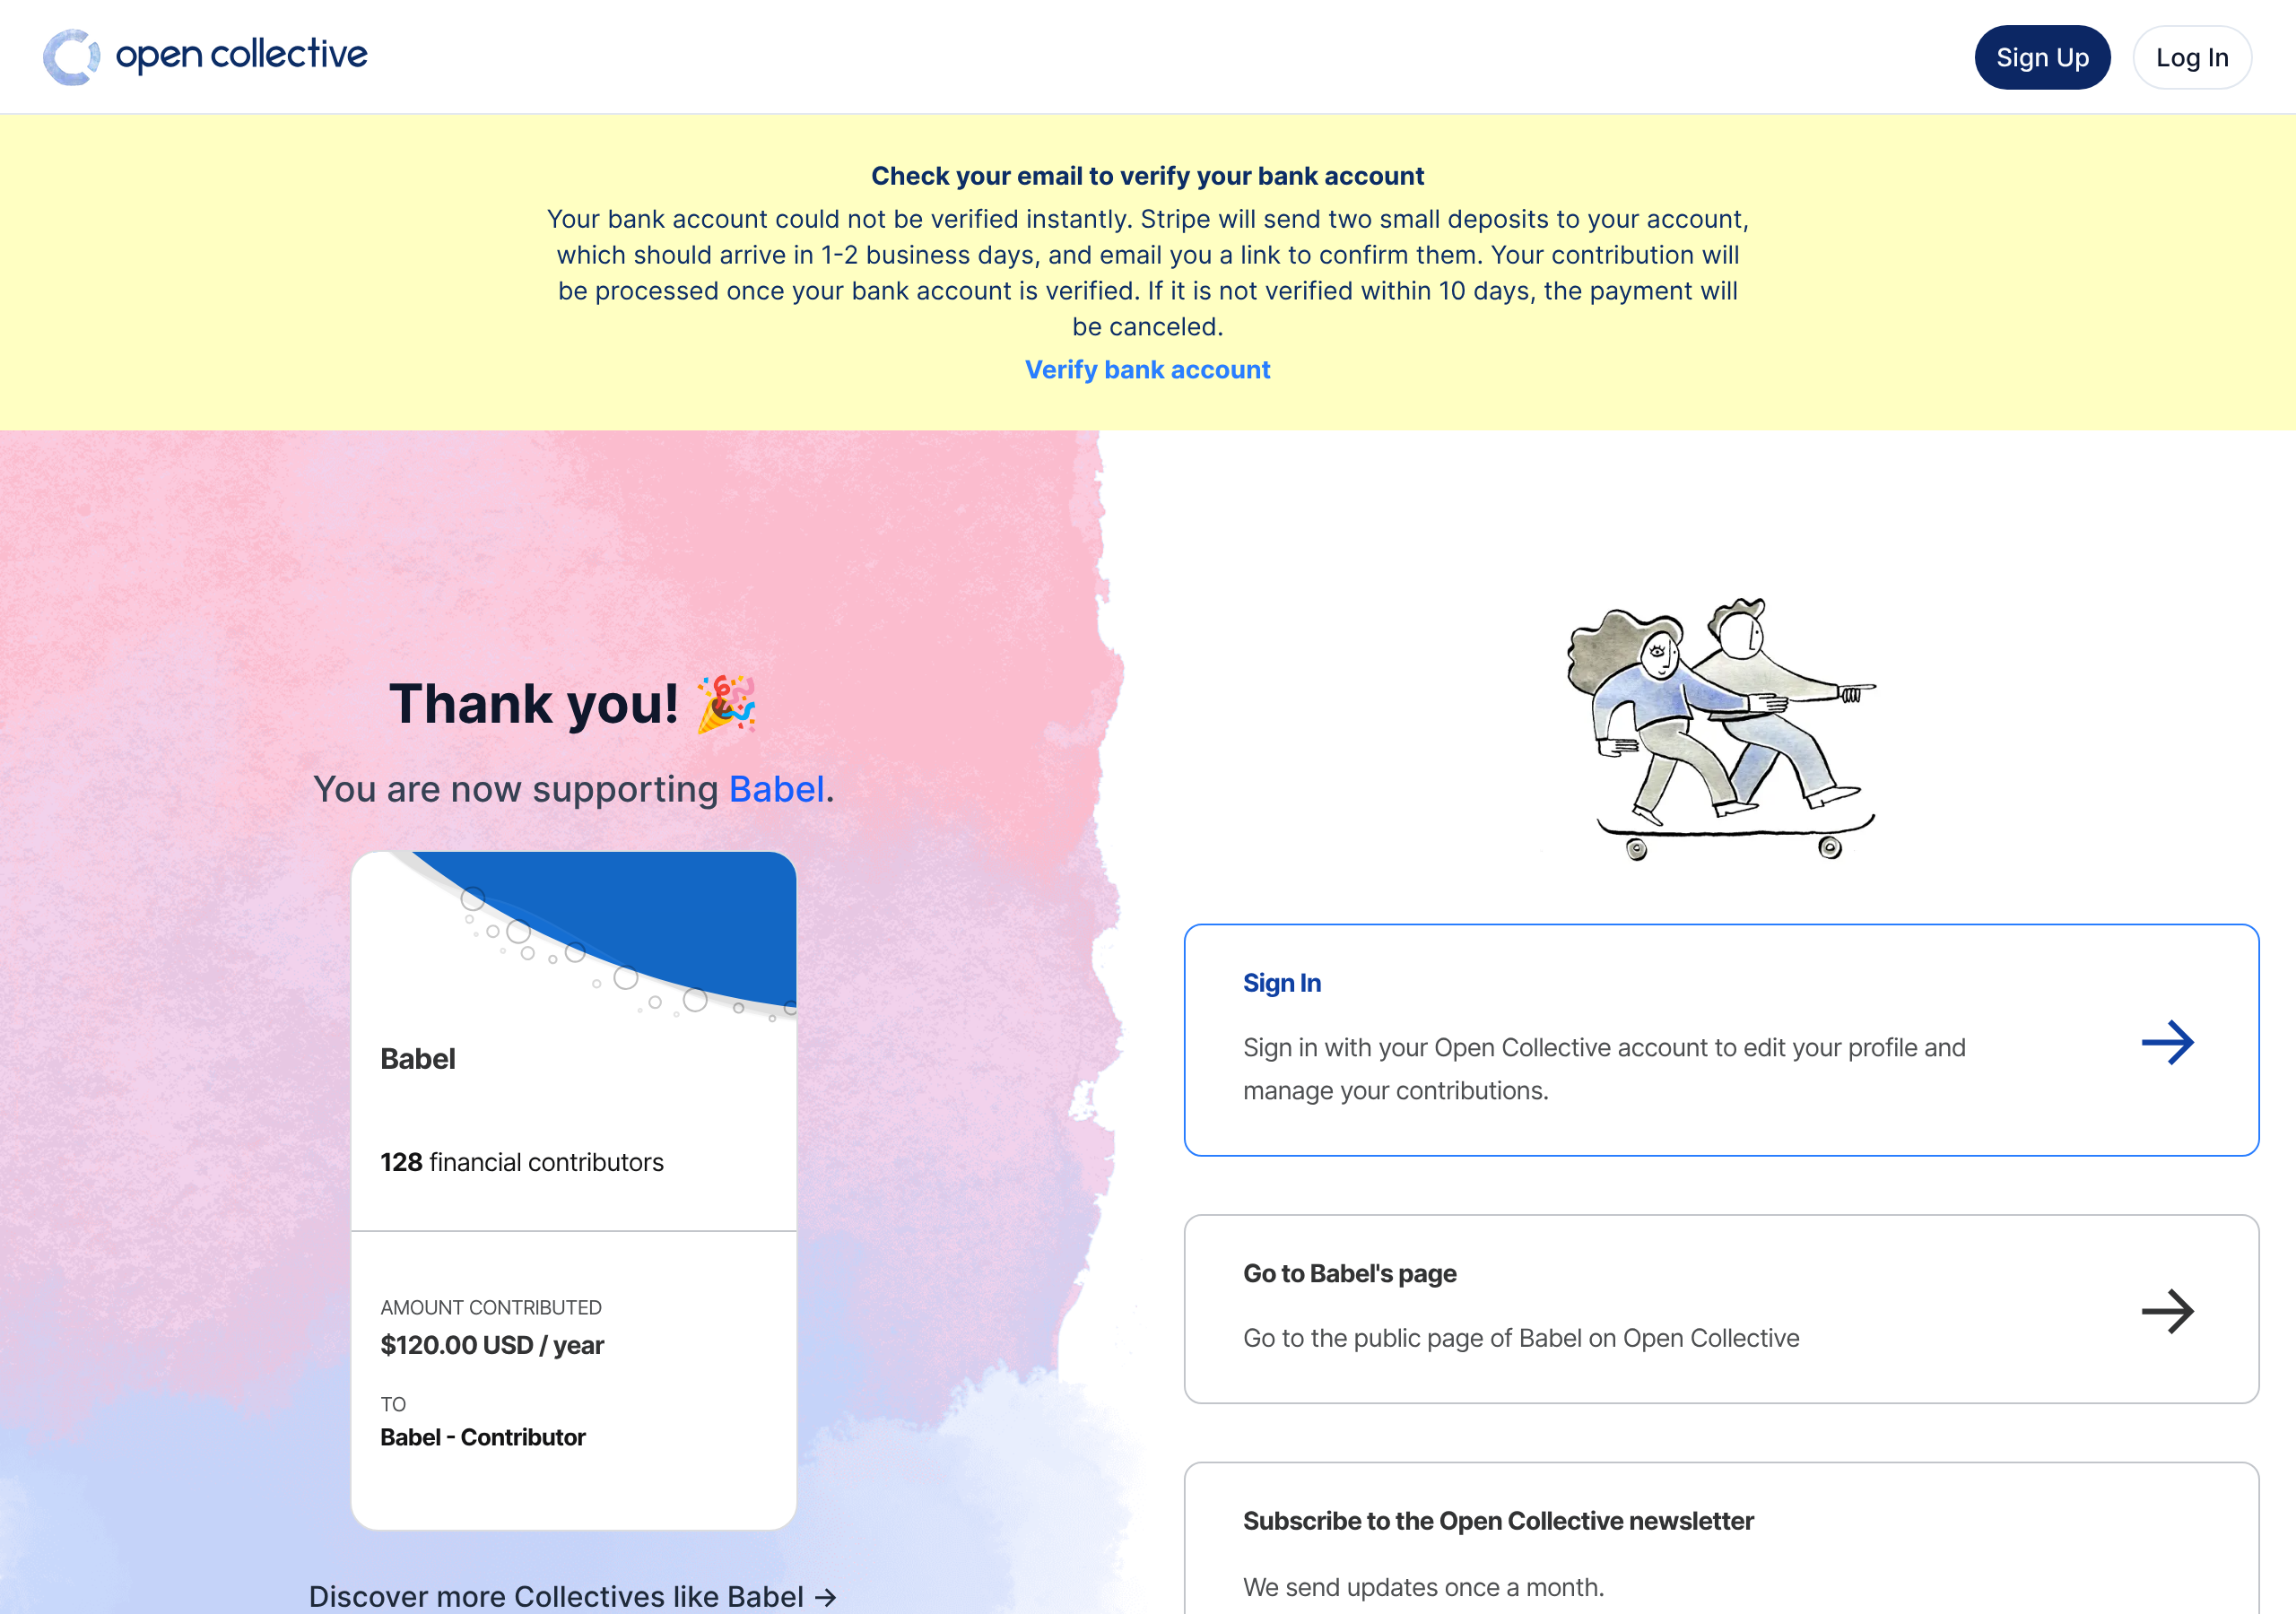 open collective
Sign Up
Log In
Check your email to verify your bank account
Your bank account could not be verified instantly. Stripe will send two small deposits to your account,
which should arrive in 1-2 business days, and email you a link to confirm them. Your contribution will
be processed once your bank account is verified. If it is not verified within 10 days, the payment will
be canceled.
Verify bank account
Thank you! 🎉
You are now supporting Babel.
Babel
128 financial contributors
AMOUNT CONTRIBUTED
$120.00 USD / year
TO
Babel - Contributor
Discover more Collectives like Babel →
Sign In
Sign in with your Open Collective account to edit your profile and
manage your contributions.
Go to Babel's page
Go to the public page of Babel on Open Collective
Subscribe to the Open Collective newsletter
We send updates once a month.